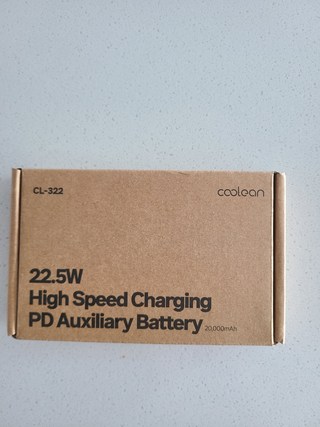 CL-322
coolean
22.5W
High Speed Charging
PD Auxiliary Battery 20,000mAh